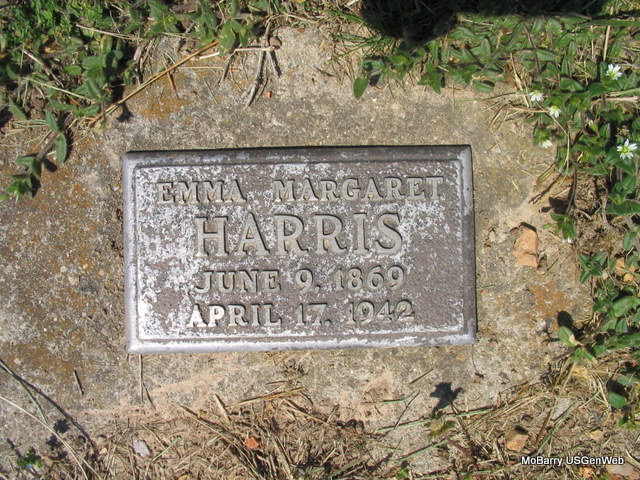 EMMA MARGARET
HARRIS
JUNE 9, 1869
APRIL 17, 1942
MoBarry USGenWeb